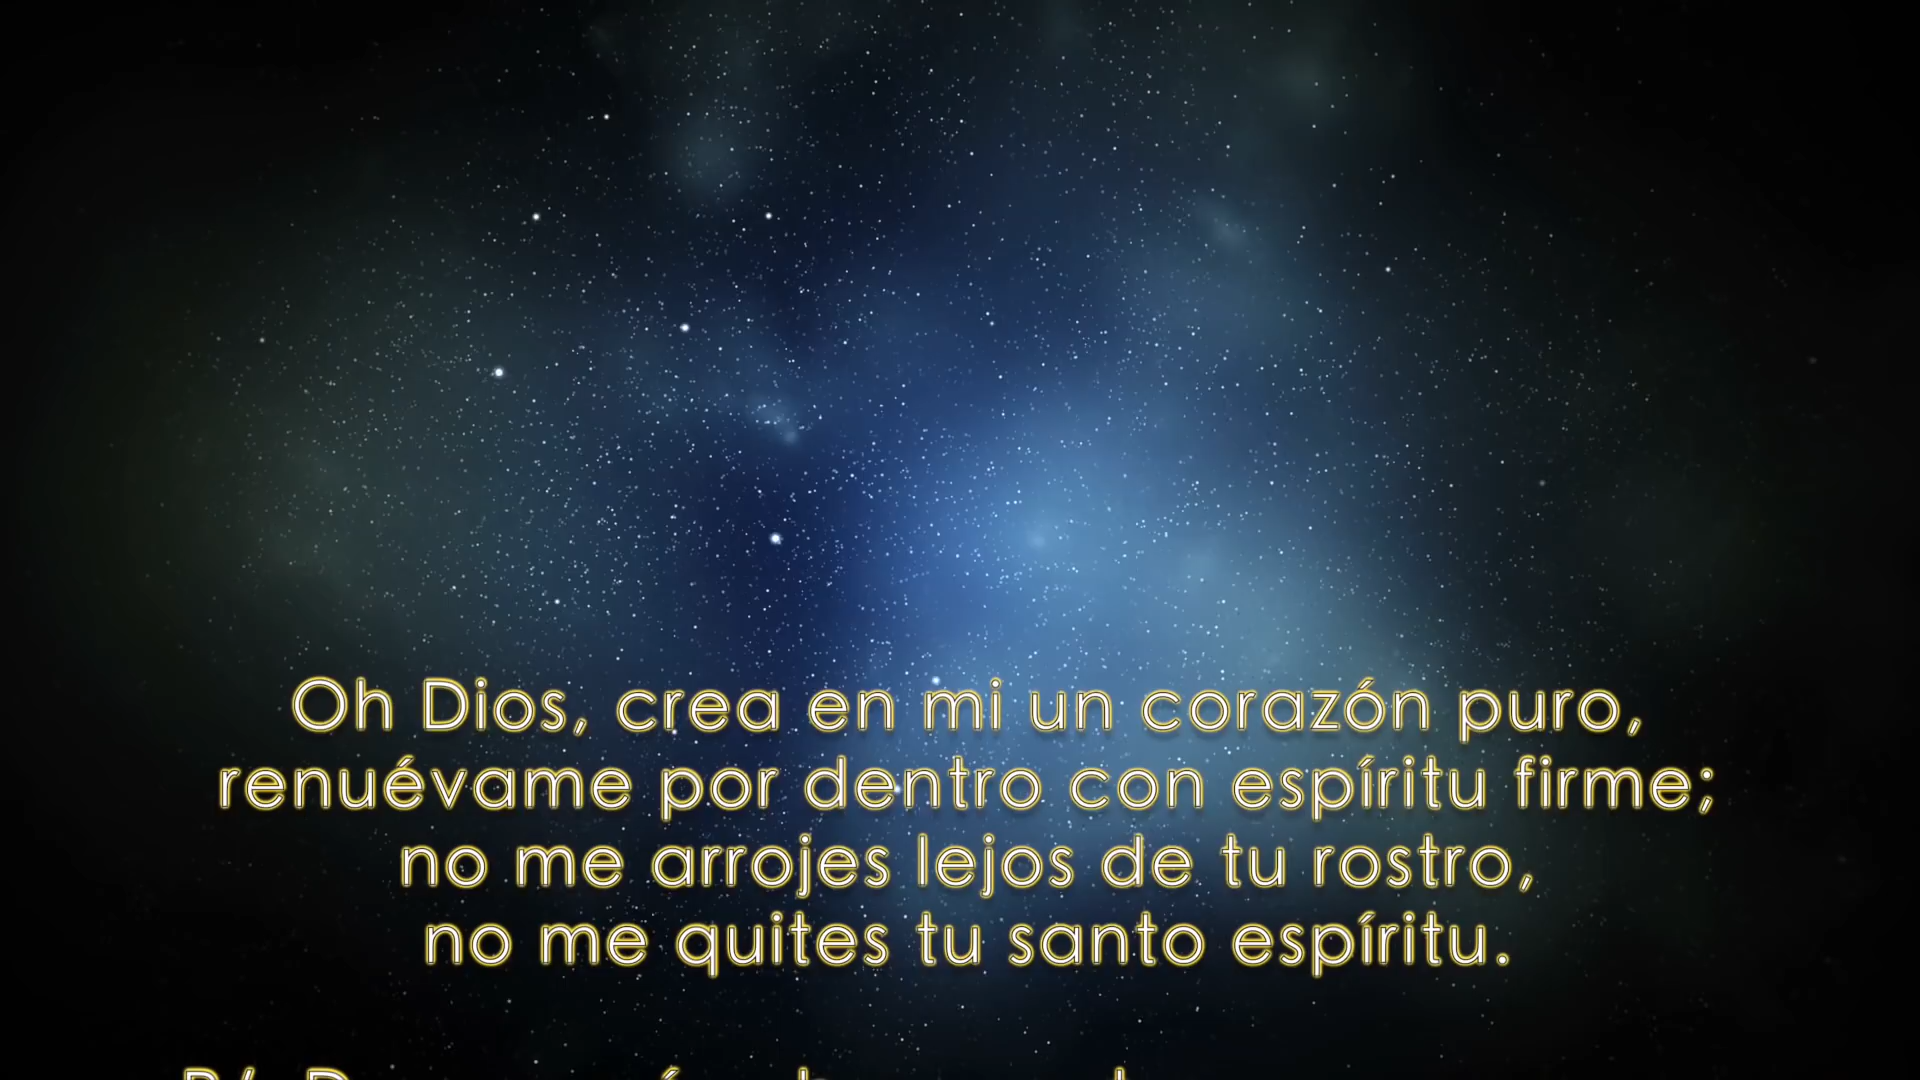 Oh Dios, crea en mi un corazón puro,
renuévame por dentro con espíritu firme;
no me arrojes lejos de tu rostro,
no me quites tu santo espíritu.